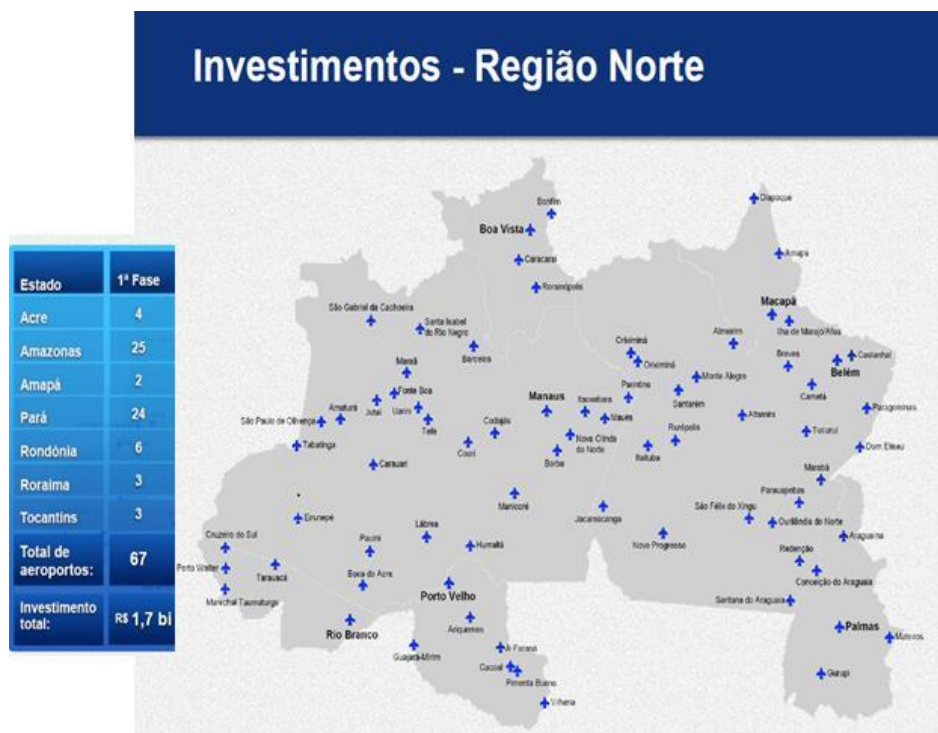 Investimentos - Região Norte
Estado 1ª Fase
Acre 4
Amazonas 25
Amapá 2
Pará 24
Rondônia 6
Roraima 3
Tocantins 3
Total de
aeroportos: 67
Investimento
total: R$ 1,7 bi
Oiapoque
Bonfim
Boa Vista
Amapá
Caracaraí
Rorainópolis
São Gabriel da Cachoeira
Macapá
Santa Isabel
do Rio Negro
Ilha de Marajó/Afuá
Almeirim
Barcelos
Oriximiná
Oriximiná
Breves
Castanhal
Belém
Maraã
Monte Alegre
Fonte Boa
Parintins
Santarém
Cametá
Manaus
Itacoatiara
Jutaí
Uarini
Amaturá
Maués
Altamira
Paragominas
São Paulo de Olivença
Tefé
Codajás
Tucuruí
Rurópolis
Nova Olinda
do Norte
Tabatinga
Coari
Borba
Itaituba
Dom Eliseu
Carauari
Marabá
Parauapebas
Manicoré
Jacareacanga
São Félix do Xingu
Eirunepé
Ourilândia do Norte
Lábrea
Novo Progresso
Araguaína
Cruzeiro do Sul
Pauini
Humaitá
Redenção
Porto Walter
Tarauacá
Boca do Acre
Conceição do Araguaia
Marechal Taumaturgo
Porto Velho
Santana do Araguaia
Rio Branco
Ariquemes
Palmas
Mateiros
Guajará-Mirim
Ji-Paraná
Cacoal
Pimenta Bueno
Gurupi
Vilhena